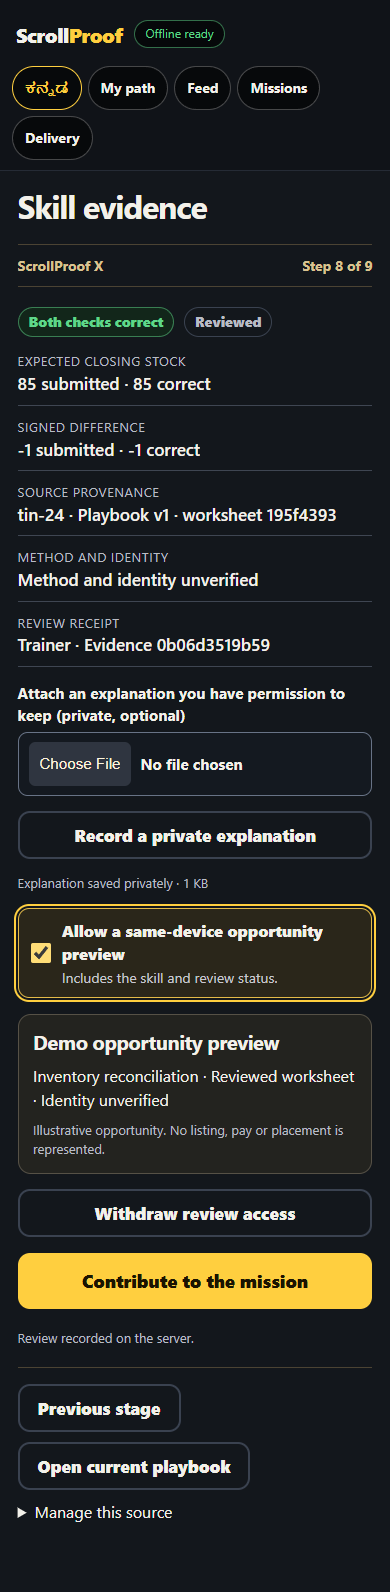 ScrollProof
Offline ready
ಕನ್ನಡ
My path
Feed
Missions
Delivery
Skill evidence
ScrollProof X
Step 8 of 9
Both checks correct
Reviewed
EXPECTED CLOSING STOCK
85 submitted · 85 correct
SIGNED DIFFERENCE
-1 submitted · -1 correct
SOURCE PROVENANCE
tin-24 · Playbook v1 · worksheet 195f4393
METHOD AND IDENTITY
Method and identity unverified
REVIEW RECEIPT
Trainer · Evidence 0b06d3519b59
Attach an explanation you have permission to
keep (private, optional)
Choose File
No file chosen
Record a private explanation
Explanation saved privately · 1 KB
Allow a same-device opportunity
preview
Includes the skill and review status.
Demo opportunity preview
Inventory reconciliation · Reviewed worksheet
· Identity unverified
Illustrative opportunity. No listing, pay or placement is
represented.
Withdraw review access
Contribute to the mission
Review recorded on the server.
Previous stage
Open current playbook
Manage this source